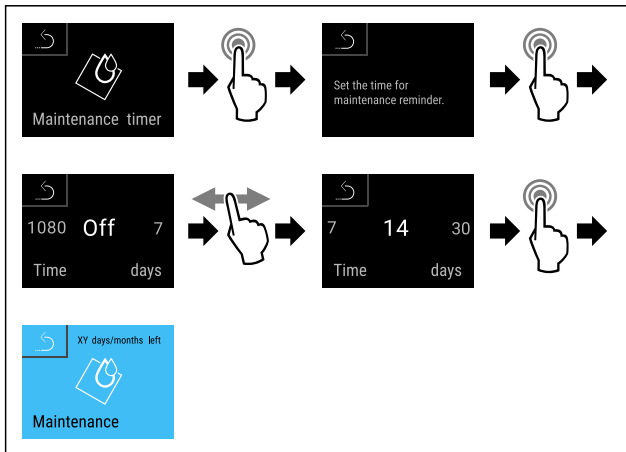 Maintenance timer
Set the time for
maintenance reminder.
1080 Off 7
Time days
7 14 30
Time days
XY days/months left
Maintenance